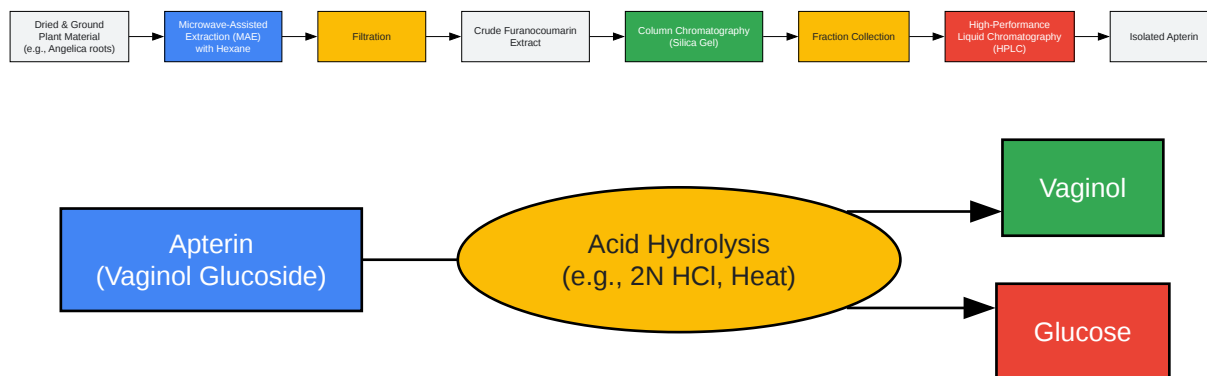 Dried & Ground
Plant Material
(e.g., Angelica roots)
Microwave-Assisted
Extraction (MAE)
with Hexane
Filtration
Crude Furanocoumarin
Extract
Column Chromatography
(Silica Gel)
Fraction Collection
High-Performance
Liquid Chromatography
(HPLC)
Isolated Apterin
Apterin
(Vaginol Glucoside)
Acid Hydrolysis
(e.g., 2N HCl, Heat)
Vaginol
Glucose